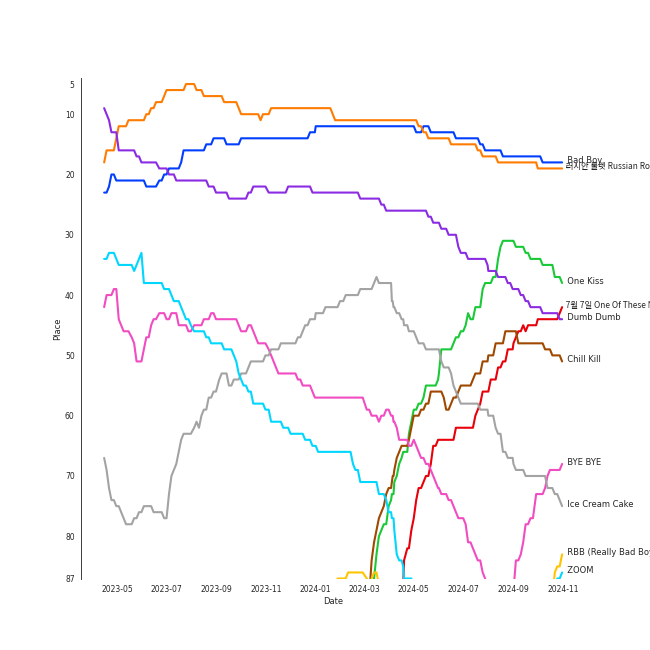 5
10
20
30
40
50
60
70
80
87
Place
2023-05
2023-07
2023-09
2023-11
2024-01
2024-03
2024-05
2024-07
2024-09
2024-11
Date
Bad Boy
러시안 룰렛 Russian Ro
One Kiss
7월 7일 One Of These N
Dumb Dumb
Chill Kill
BYE BYE
Ice Cream Cake
RBB (Really Bad Boy
ZOOM